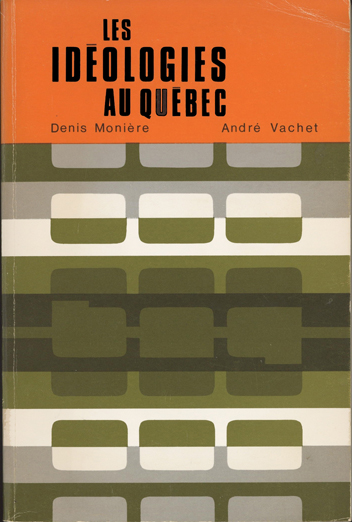 LES
IDÉOLOGIES
AU QUÉBEC
Denis Monière André Vachet